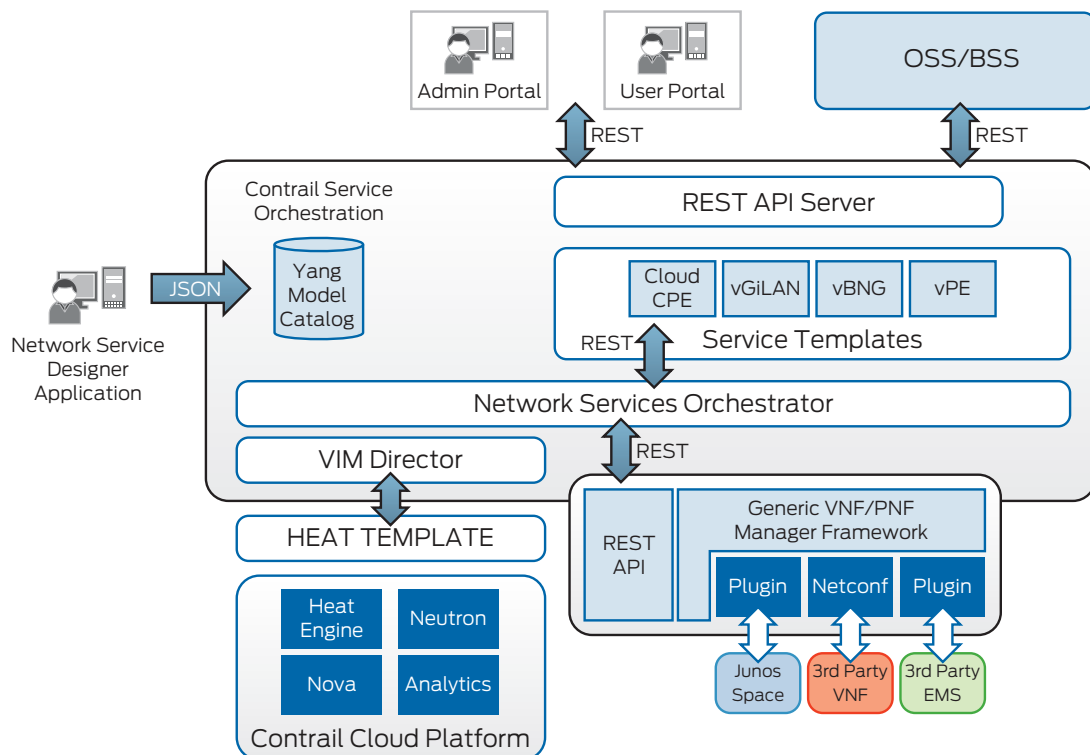 Admin Portal
User Portal
OSS/BSS
REST
REST
Contrail Service
Orchestration
REST API Server
Yang
Model
Catalog
JSON
Network Service
Designer
Application
Cloud
CPE
vGiLAN
vBNG
vPE
Service Templates
REST
Network Services Orchestrator
REST
VIM Director
HEAT TEMPLATE
REST
API
Generic VNF/PNF
Manager Framework
Plugin
Netconf
Plugin
Heat
Engine
Neutron
Nova
Analytics
Contrail Cloud Platform
Junos
Space
3rd Party
VNF
3rd Party
EMS